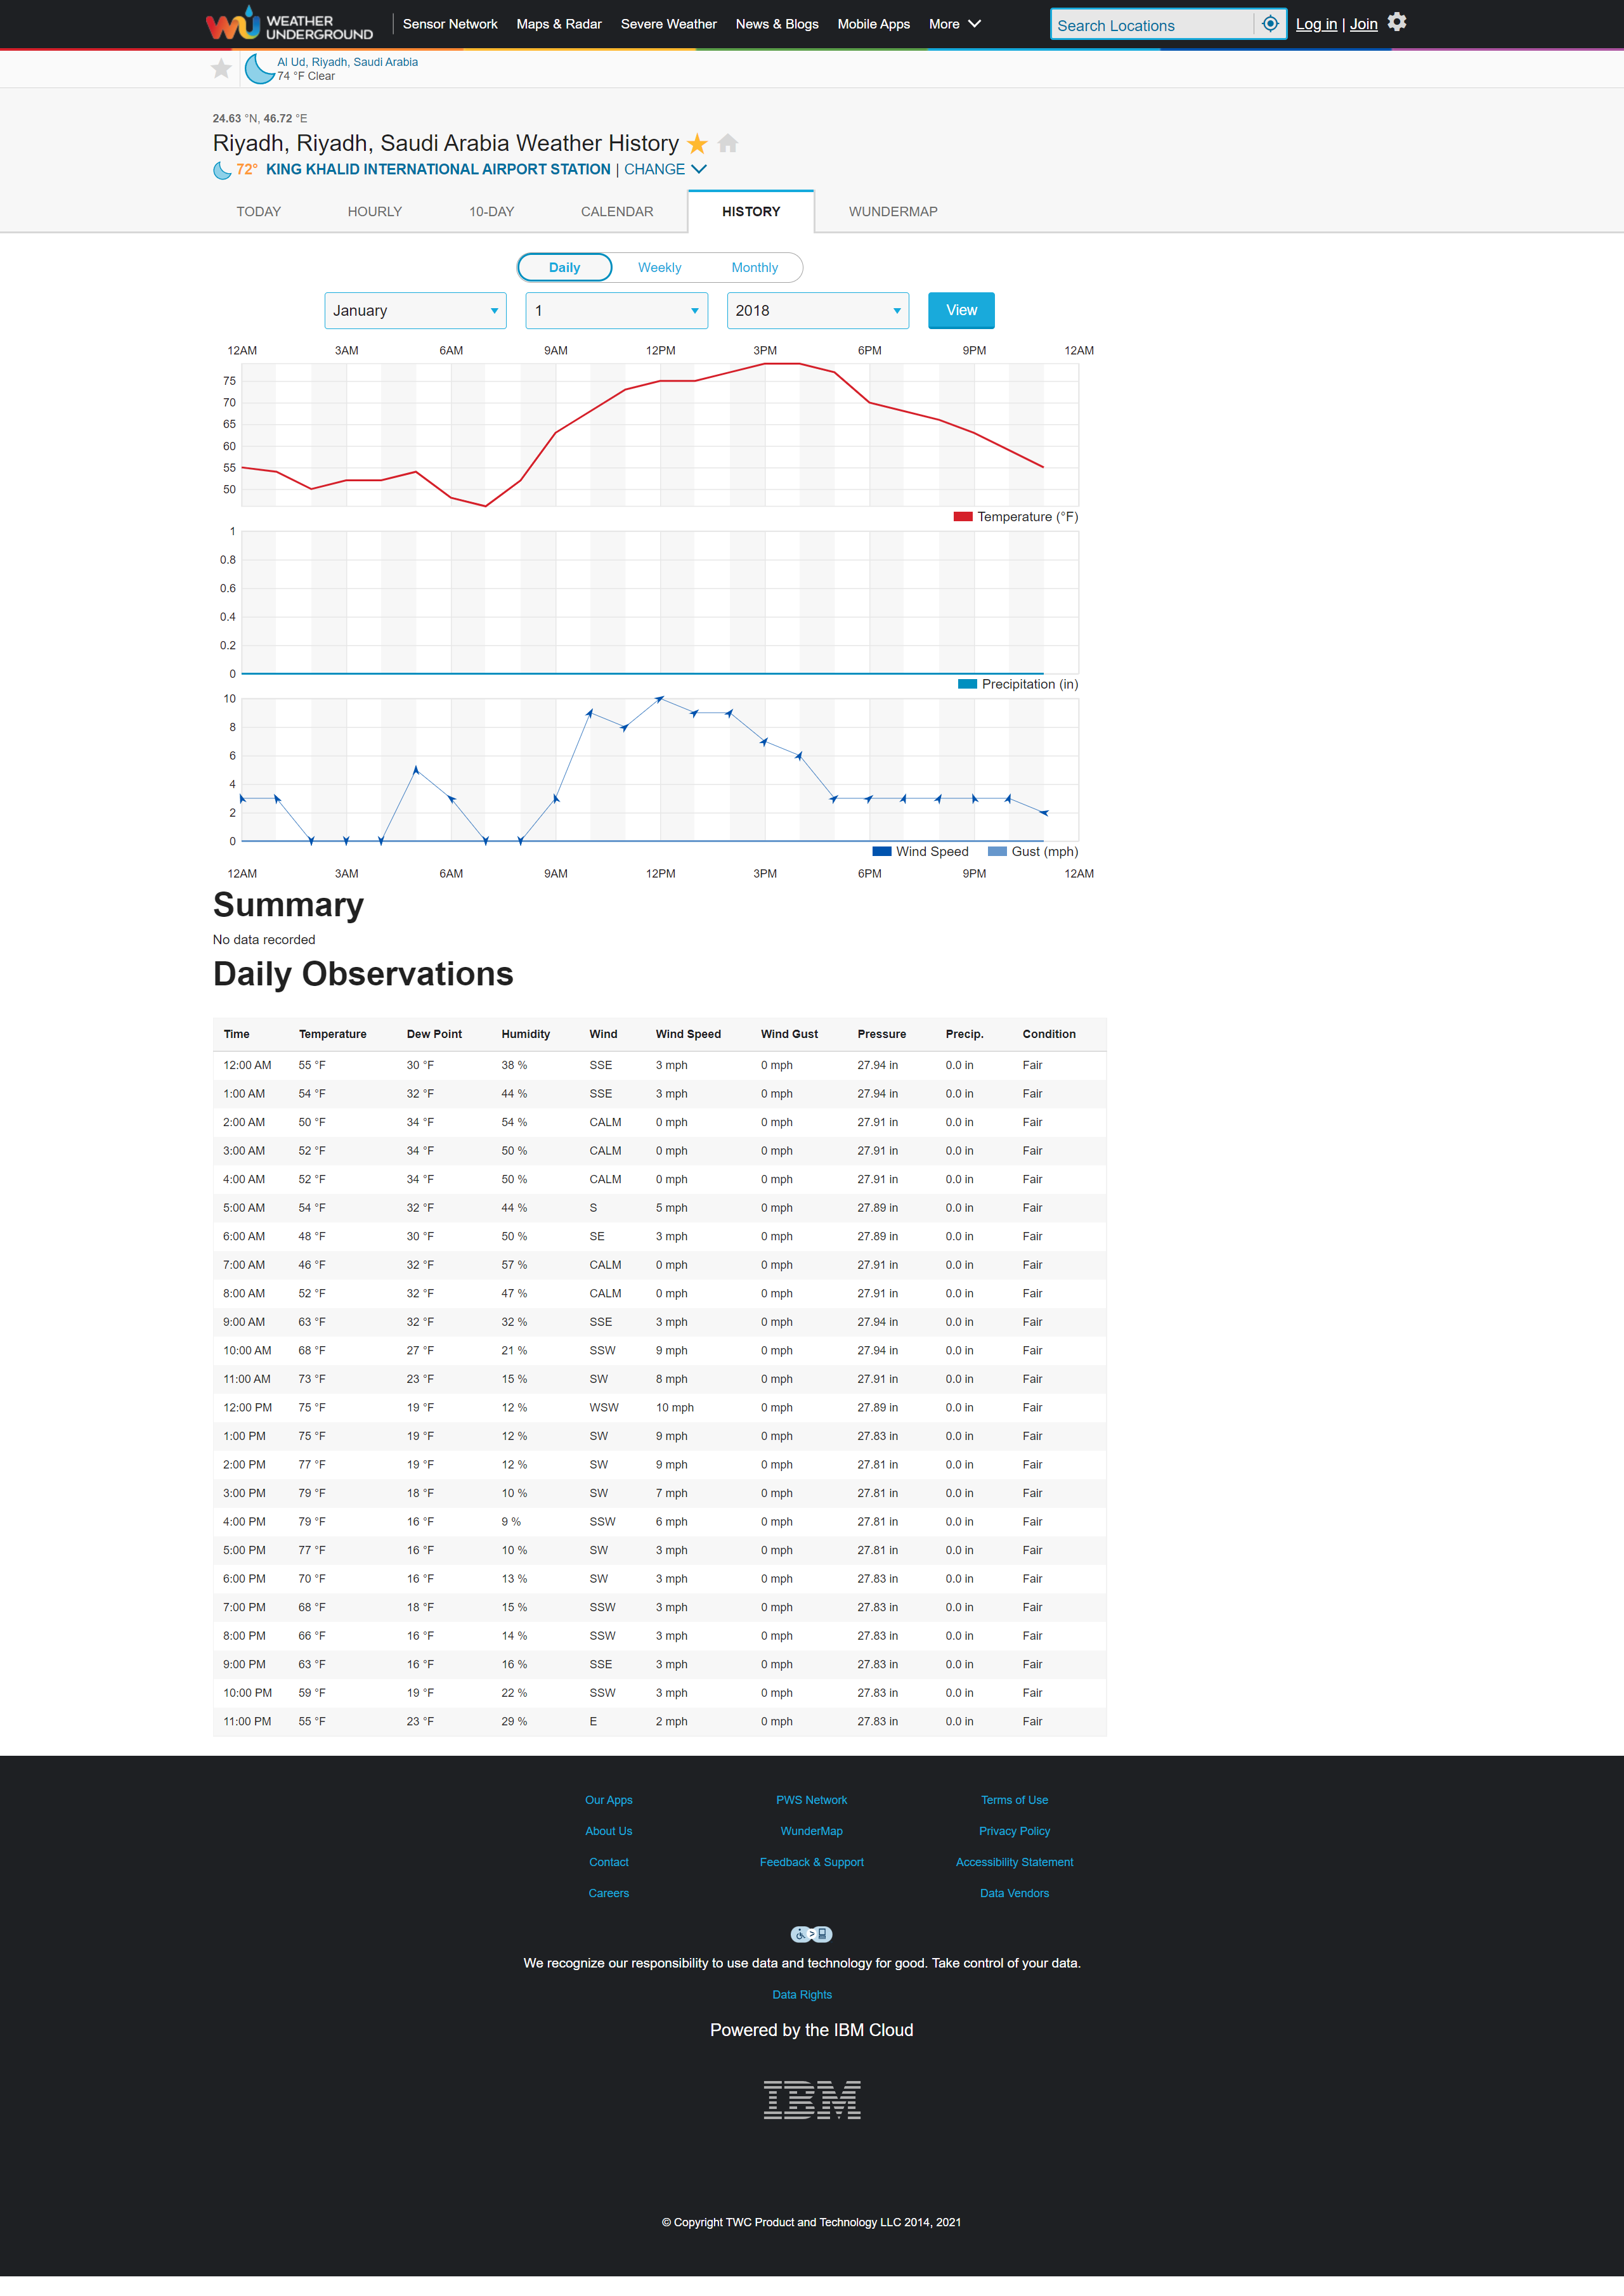 WEATHER UNDERGROUND
Sensor Network Maps & Radar Severe Weather News & Blogs Mobile Apps More
Search Locations
Log in | Join
Al Ud, Riyadh, Saudi Arabia
74 °F Clear
24.63 °N, 46.72 °E
Riyadh, Riyadh, Saudi Arabia Weather History
72° KING KHALID INTERNATIONAL AIRPORT STATION | CHANGE
TODAY HOURLY 10-DAY CALENDAR HISTORY WUNDERMAP
Daily Weekly Monthly
January 1 2018 View
12AM 3AM 6AM 9AM 12PM 3PM 6PM 9PM 12AM
75
70
65
60
55
50
Temperature (°F)
1
0.8
0.6
0.4
0.2
0
Precipitation (in)
10
8
6
4
2
0
Wind Speed Gust (mph)
12AM 3AM 6AM 9AM 12PM 3PM 6PM 9PM 12AM
Summary
No data recorded
Daily Observations
Time Temperature Dew Point Humidity Wind Wind Speed Wind Gust Pressure Precip. Condition
12:00 AM 55 °F 30 °F 38 % SSE 3 mph 0 mph 27.94 in 0.0 in Fair
1:00 AM 54 °F 32 °F 44 % SSE 3 mph 0 mph 27.94 in 0.0 in Fair
2:00 AM 50 °F 34 °F 54 % CALM 0 mph 0 mph 27.91 in 0.0 in Fair
3:00 AM 52 °F 34 °F 50 % CALM 0 mph 0 mph 27.91 in 0.0 in Fair
4:00 AM 52 °F 34 °F 50 % CALM 0 mph 0 mph 27.91 in 0.0 in Fair
5:00 AM 54 °F 32 °F 44 % S 5 mph 0 mph 27.89 in 0.0 in Fair
6:00 AM 48 °F 30 °F 50 % SE 3 mph 0 mph 27.89 in 0.0 in Fair
7:00 AM 46 °F 32 °F 57 % CALM 0 mph 0 mph 27.91 in 0.0 in Fair
8:00 AM 52 °F 32 °F 47 % CALM 0 mph 0 mph 27.91 in 0.0 in Fair
9:00 AM 63 °F 32 °F 32 % SSE 3 mph 0 mph 27.94 in 0.0 in Fair
10:00 AM 68 °F 27 °F 21 % SSW 9 mph 0 mph 27.94 in 0.0 in Fair
11:00 AM 73 °F 23 °F 15 % SW 8 mph 0 mph 27.91 in 0.0 in Fair
12:00 PM 75 °F 19 °F 12 % WSW 10 mph 0 mph 27.89 in 0.0 in Fair
1:00 PM 75 °F 19 °F 12 % SW 9 mph 0 mph 27.83 in 0.0 in Fair
2:00 PM 77 °F 19 °F 12 % SW 9 mph 0 mph 27.81 in 0.0 in Fair
3:00 PM 79 °F 18 °F 10 % SW 7 mph 0 mph 27.81 in 0.0 in Fair
4:00 PM 79 °F 16 °F 9 % SSW 6 mph 0 mph 27.81 in 0.0 in Fair
5:00 PM 77 °F 16 °F 10 % SW 3 mph 0 mph 27.81 in 0.0 in Fair
6:00 PM 70 °F 16 °F 13 % SW 3 mph 0 mph 27.83 in 0.0 in Fair
7:00 PM 68 °F 18 °F 15 % SSW 3 mph 0 mph 27.83 in 0.0 in Fair
8:00 PM 66 °F 16 °F 14 % SSW 3 mph 0 mph 27.83 in 0.0 in Fair
9:00 PM 63 °F 16 °F 16 % SSE 3 mph 0 mph 27.83 in 0.0 in Fair
10:00 PM 59 °F 19 °F 22 % SSW 3 mph 0 mph 27.83 in 0.0 in Fair
11:00 PM 55 °F 23 °F 29 % E 2 mph 0 mph 27.83 in 0.0 in Fair
Our Apps PWS Network Terms of Use
About Us WunderMap Privacy Policy
Contact Feedback & Support Accessibility Statement
Careers Data Vendors
We recognize our responsibility to use data and technology for good. Take control of your data.
Data Rights
Powered by the IBM Cloud
IBM
© Copyright TWC Product and Technology LLC 2014, 2021